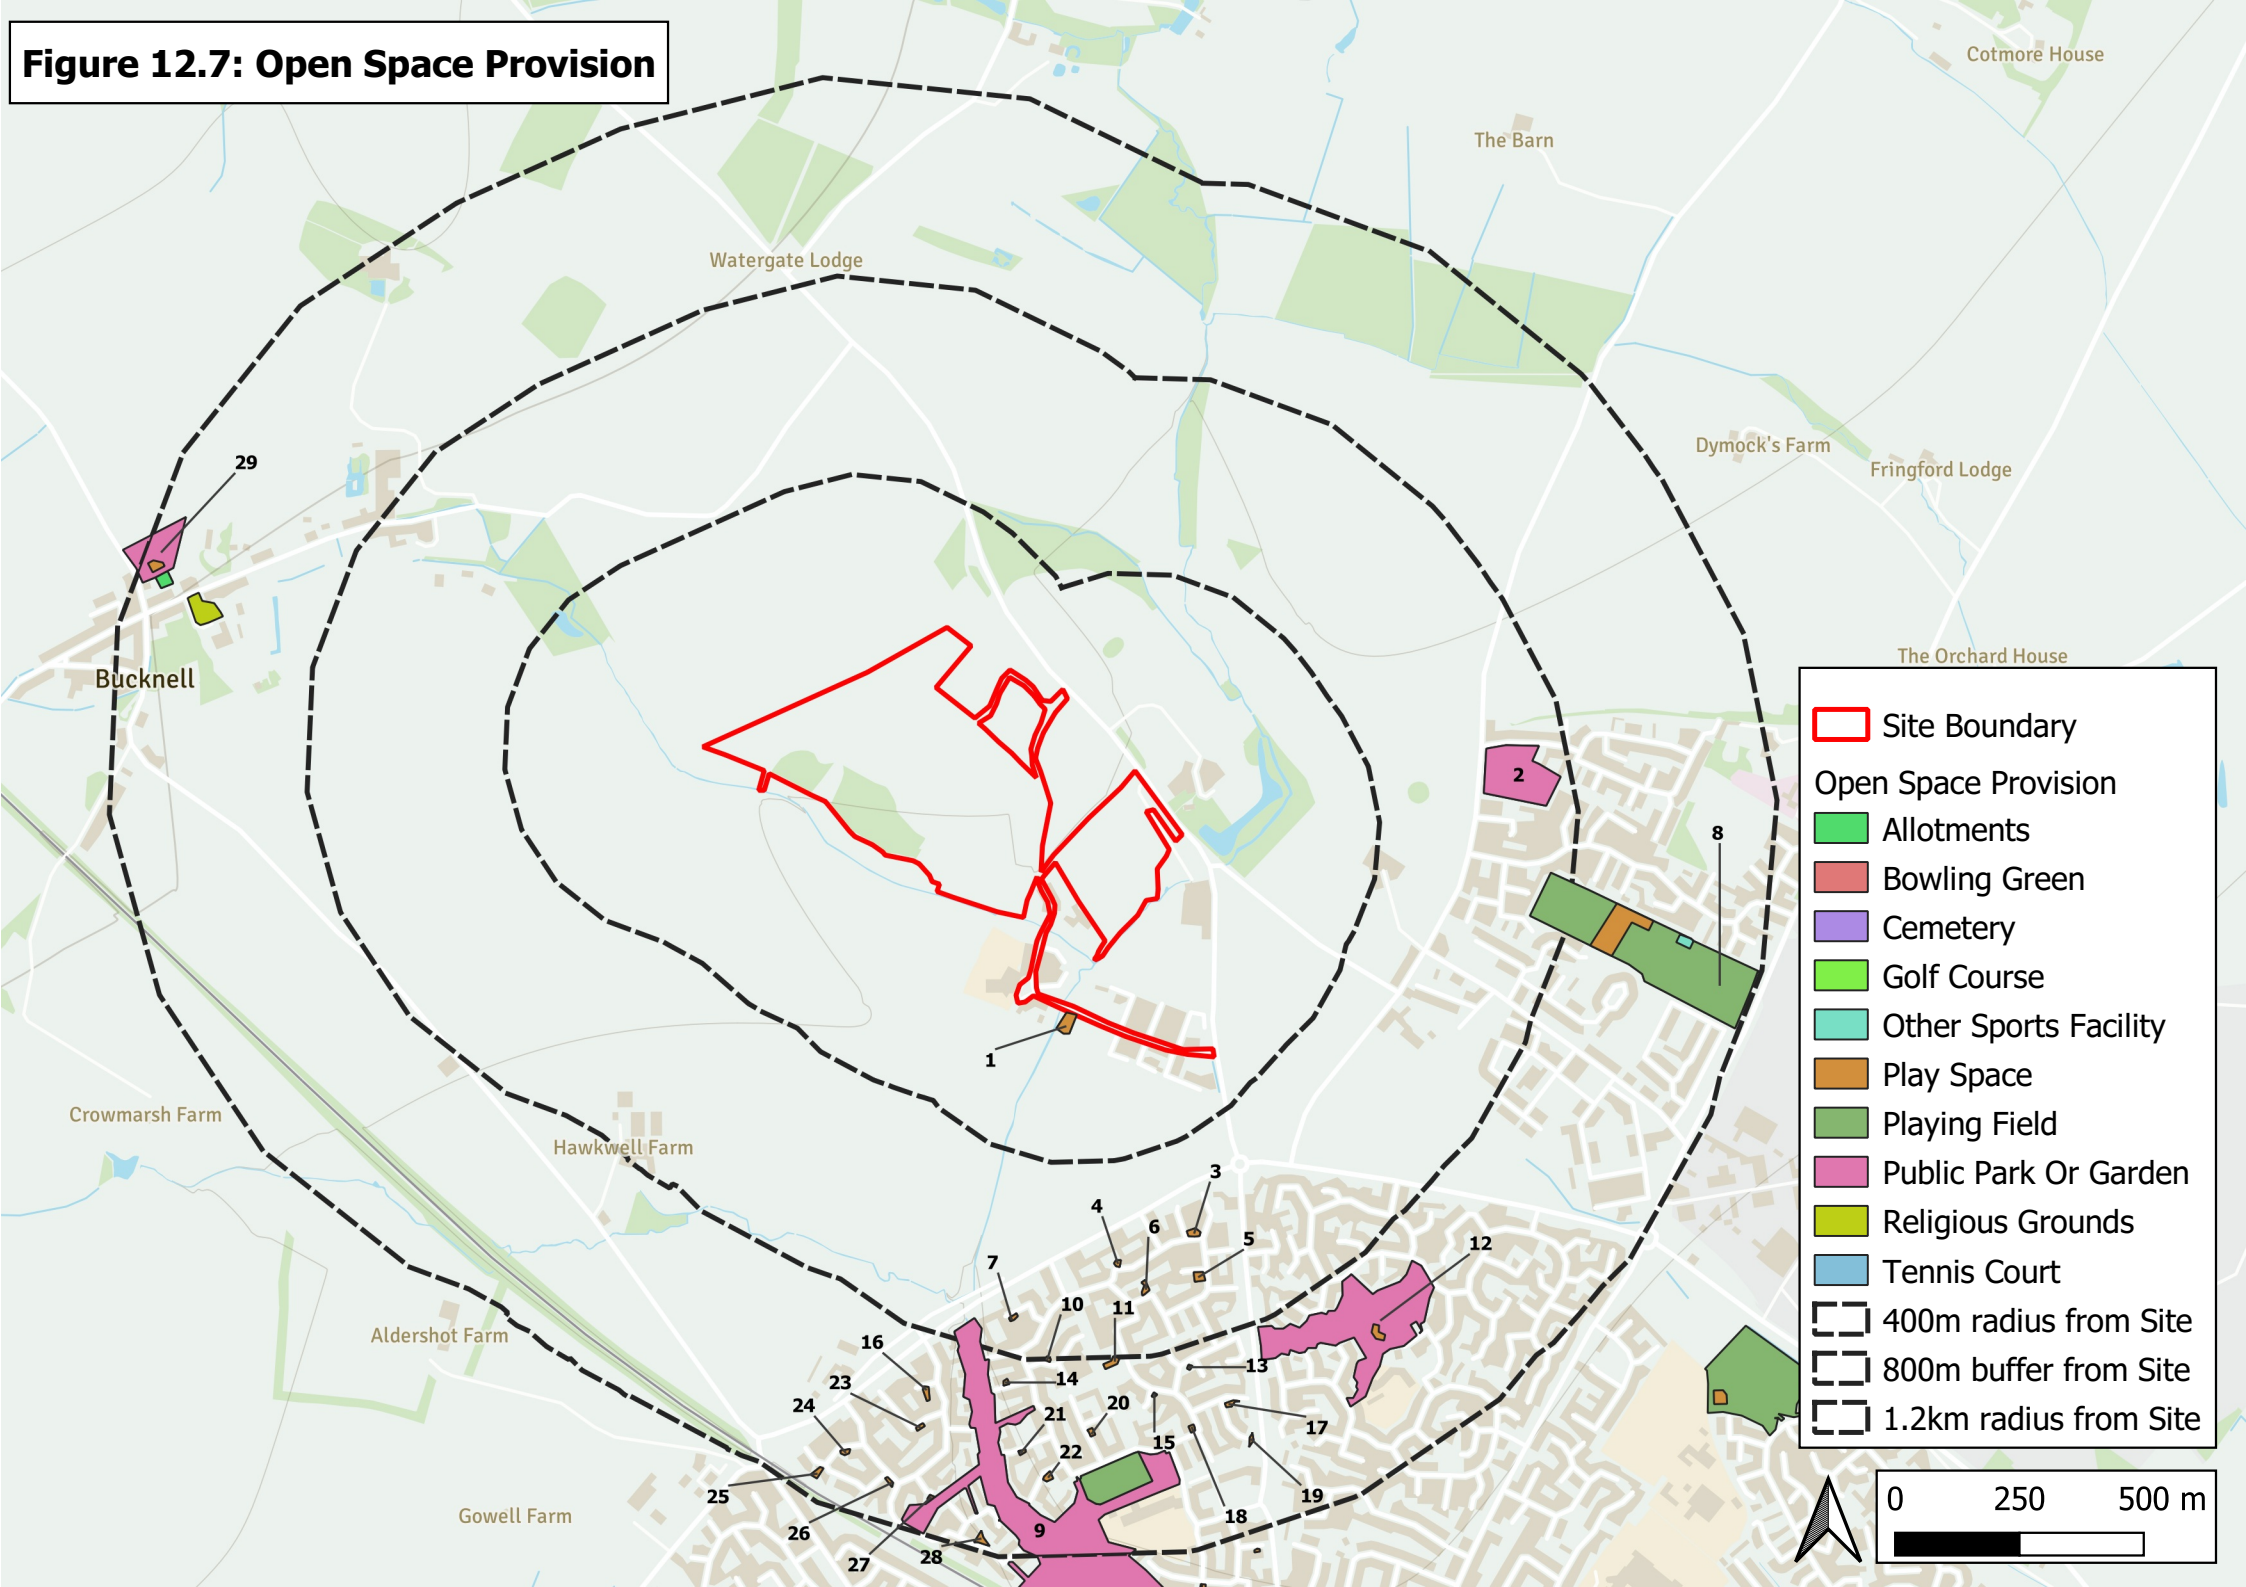 Figure 12.7: Open Space Provision
Cotmore House
The Barn
Watergate Lodge
Dymock's Farm
29
Fringford Lodge
The Orchard House
Bucknell
2
8
1
Crowmarsh Farm
Hawkwell Farm
3
4
6
5
12
7
10
11
Aldershot Farm
16
13
23
14
24
21
20
17
15
22
25
19
Gowell Farm
18
26
9
27
28
Site Boundary
Open Space Provision
Allotments
Bowling Green
Cemetery
Golf Course
Other Sports Facility
Play Space
Playing Field
Public Park Or Garden
Religious Grounds
Tennis Court
400m radius from Site
800m buffer from Site
1.2km radius from Site
0 250 500 m